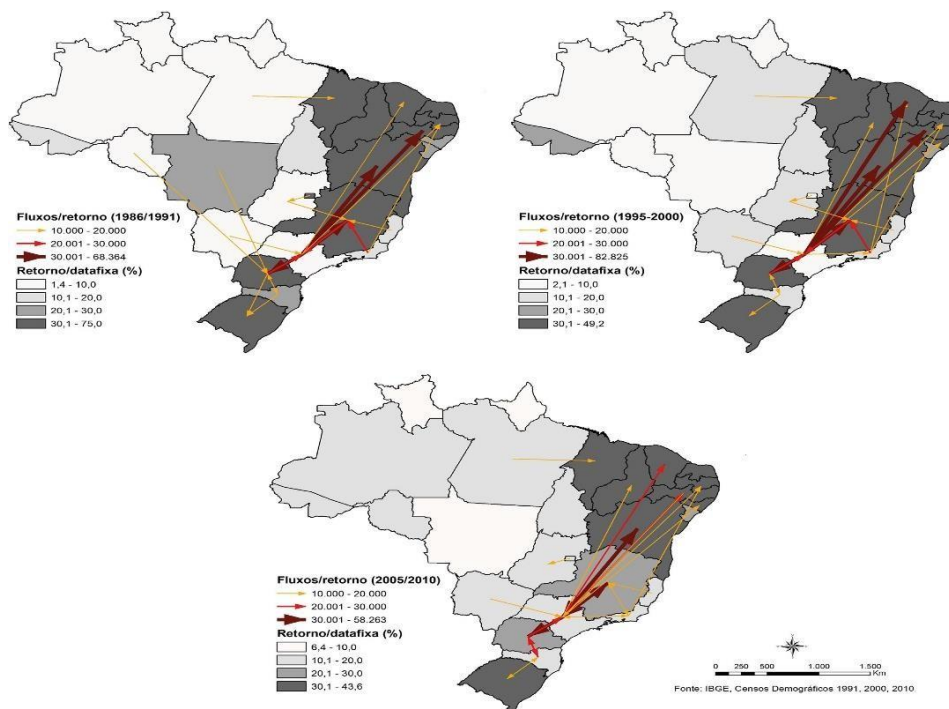 Fluxos/retorno (1986/1991)
10.000 - 20.000
20.001 - 30.000
30.001 - 68.364
Retorno/datafixa (%)
1,4 - 10,0
10,1 - 20,0
20,1 - 30,0
30,1 - 75,0
Fluxos/retorno (1995-2000)
10.000 - 20.000
20.001 - 30.000
30.001 - 82.825
Retorno/datafixa (%)
2,1 - 10,0
10,1 - 20,0
20,1 - 30,0
30,1 - 49,2
Fluxos/retorno (2005/2010)
10.000 - 20.000
20.001 - 30.000
30.001 - 58.263
Retorno/datafixa (%)
6,4 - 10,0
10,1 - 20,0
20,1 - 30,0
30,1 - 43,6
0 250 500 1.000 1.500
Km
Fonte: IBGE, Censos Demográficos 1991, 2000, 2010